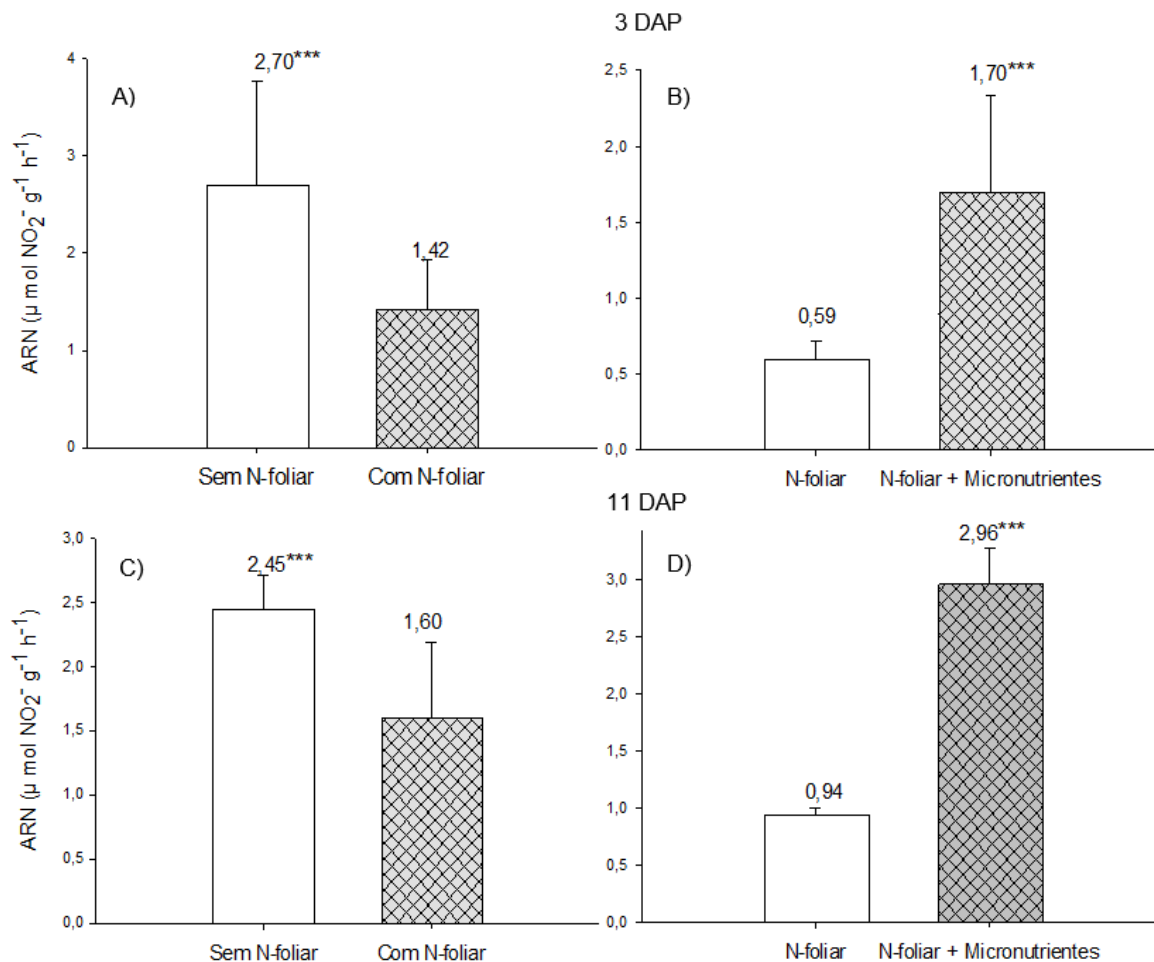 3 DAP
A)
ARN (µ mol NO2- g-1 h-1)
4
3
2
1
0
2,70***
1,42
Sem N-foliar
Com N-foliar
B)
2,5
2,0
1,5
1,0
0,5
0,0
0,59
1,70***
N-foliar
N-foliar + Micronutrientes
11 DAP
C)
ARN (µ mol NO2- g-1 h-1)
3,0
2,5
2,0
1,5
1,0
0,5
0,0
2,45***
1,60
Sem N-foliar
Com N-foliar
D)
3,0
2,5
2,0
1,5
1,0
0,5
0,0
0,94
2,96***
N-foliar
N-foliar + Micronutrientes